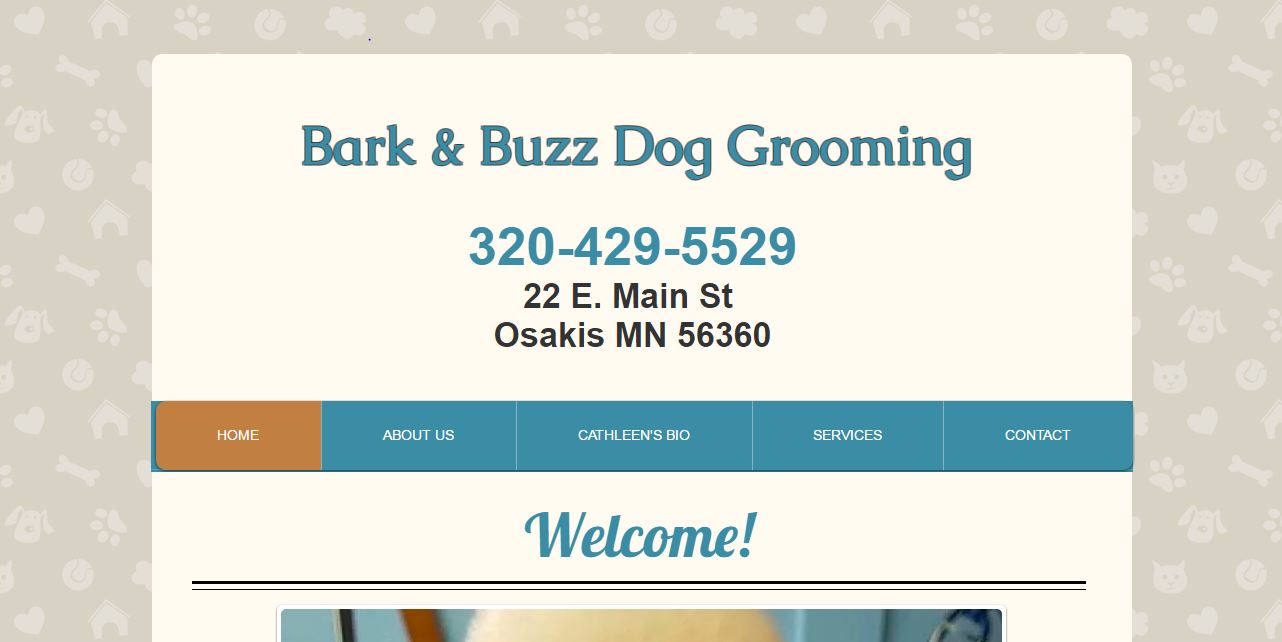 Bark & Buzz Dog Grooming
320-429-5529
22 E. Main St
Osakis MN 56360
HOME
ABOUT US
CATHLEEN'S BIO
SERVICES
CONTACT
Welcome!